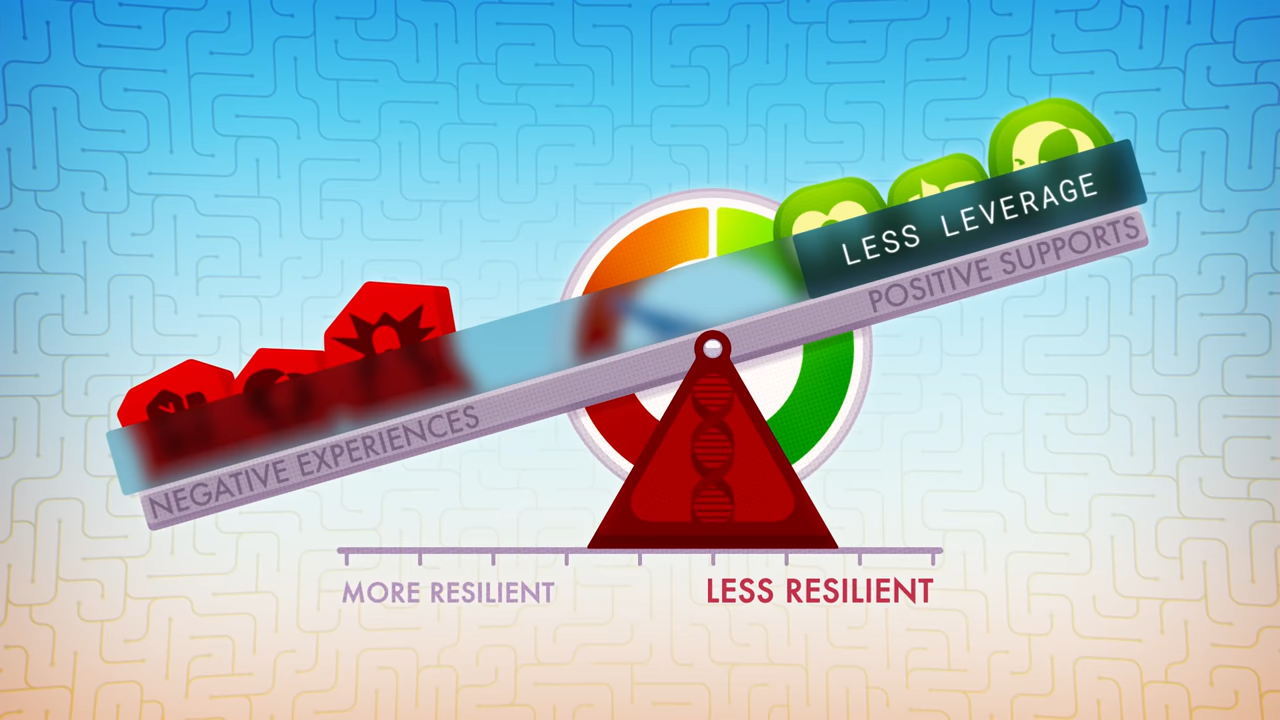 LESS LEVERAGE
POSITIVE SUPPORTS
NEGATIVE EXPERIENCES
MORE RESILIENT
LESS RESILIENT